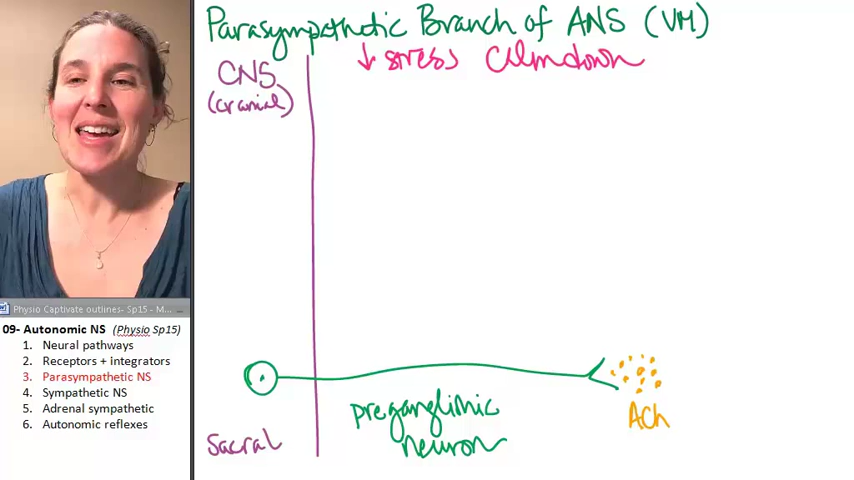 Parasympathetic Branch of ANS (VM)
↓ stress calm down
CNS
(cranial)
preganglionic
neuron
ACh
Sacral
Physio Captivate outlines- Sp15 - M...
09- Autonomic NS (Physio Sp15)
1. Neural pathways
2. Receptors + integrators
3. Parasympathetic NS
4. Sympathetic NS
5. Adrenal sympathetic
6. Autonomic reflexes